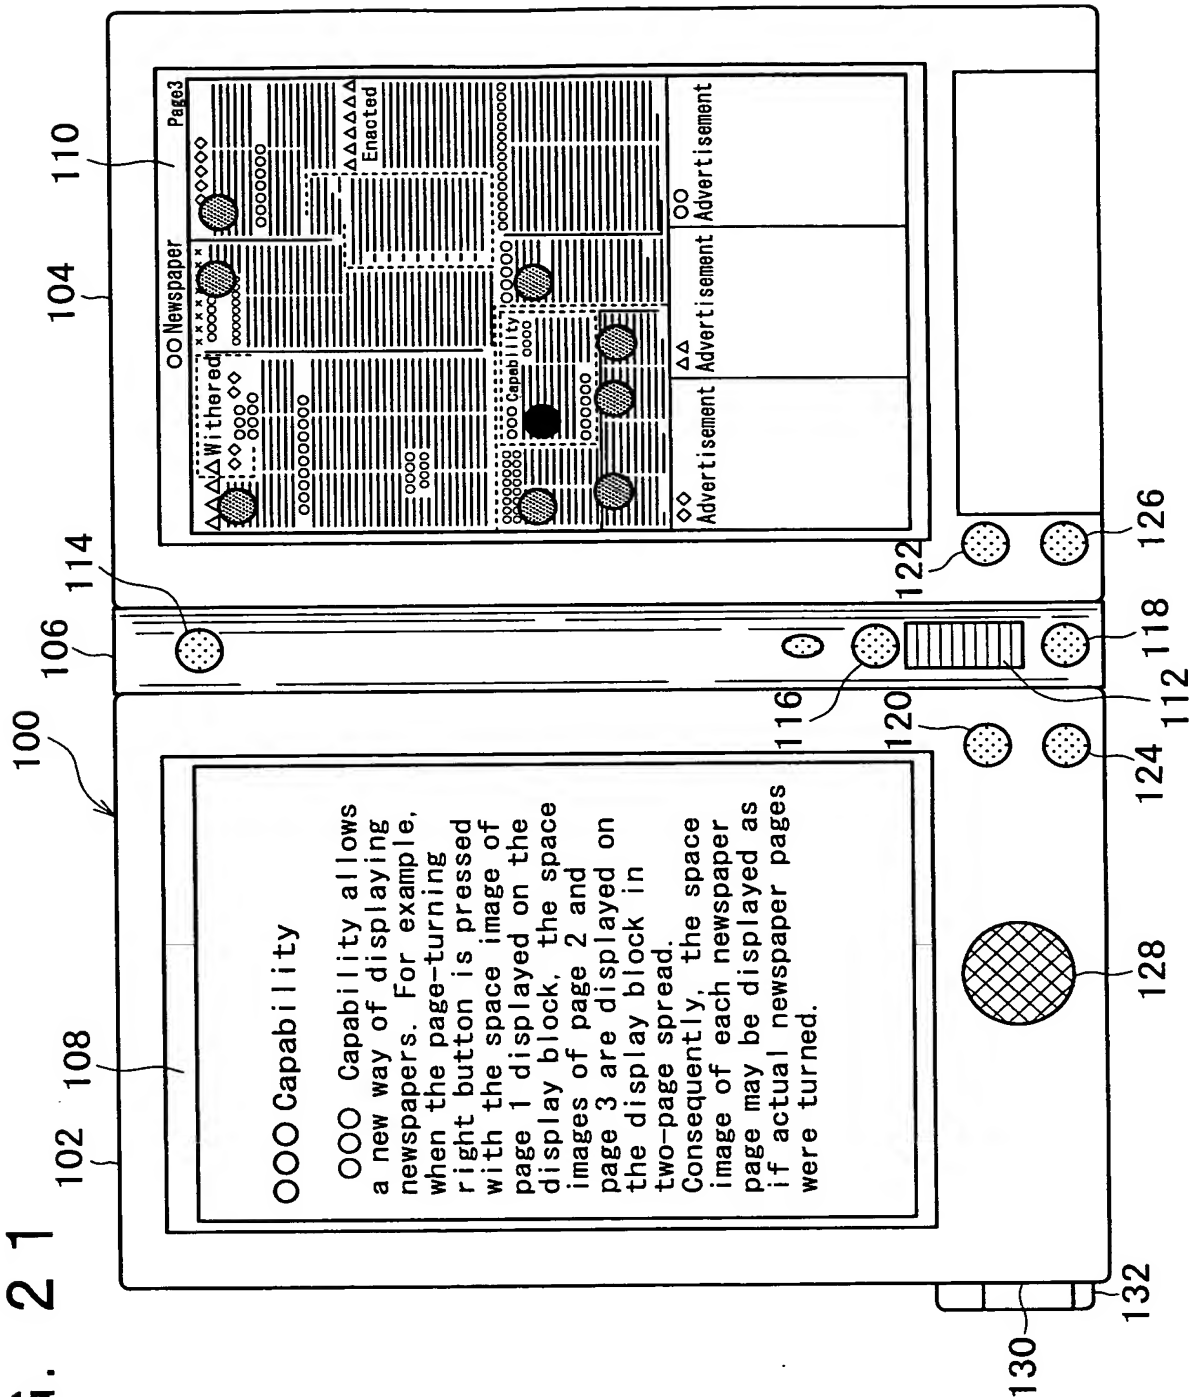 G. 21
100
102
108
106
114
104
110
OOO Capability
OOO Capability allows
a new way of displaying
newspapers. For example,
when the page-turning
right button is pressed
with the space image of
page 1 displayed on the
display block, the space
images of page 2 and
page 3 are displayed on
the display block in
two-page spread.
Consequently, the space
image of each newspaper
page may be displayed as
if actual newspaper pages
were turned.
OO Newspaper
Page3
△△△△Withered
××××××
◇◇◇◇◇
△△△△△△△
Enacted
OOO Capability
◇◇
Advertisement
△△
Advertisement
OO
Advertisement
116
120
122
124
126
118
112
128
130
132